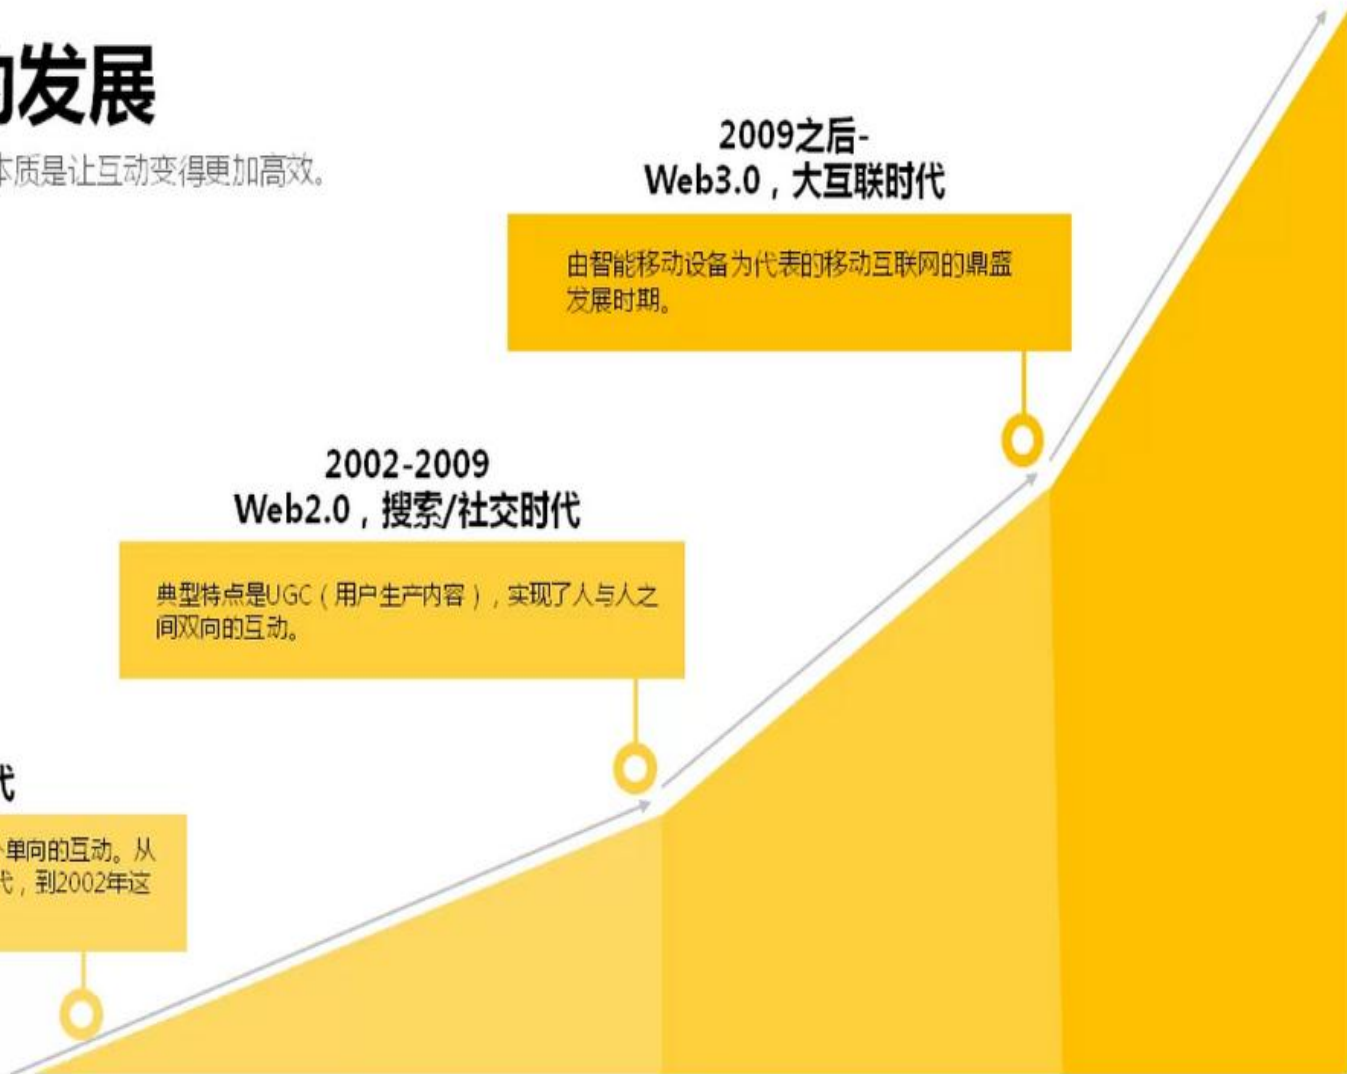 发展
本质是让互动变得更加高效。
2009之后-
Web3.0，大互联时代
由智能移动设备为代表的移动互联网的鼎盛
发展时期。
2002-2009
Web2.0，搜索/社交时代
典型特点是UGC（用户生产内容），实现了人与人之
间双向的互动。
代
单向的互动。从
代，到2002年这